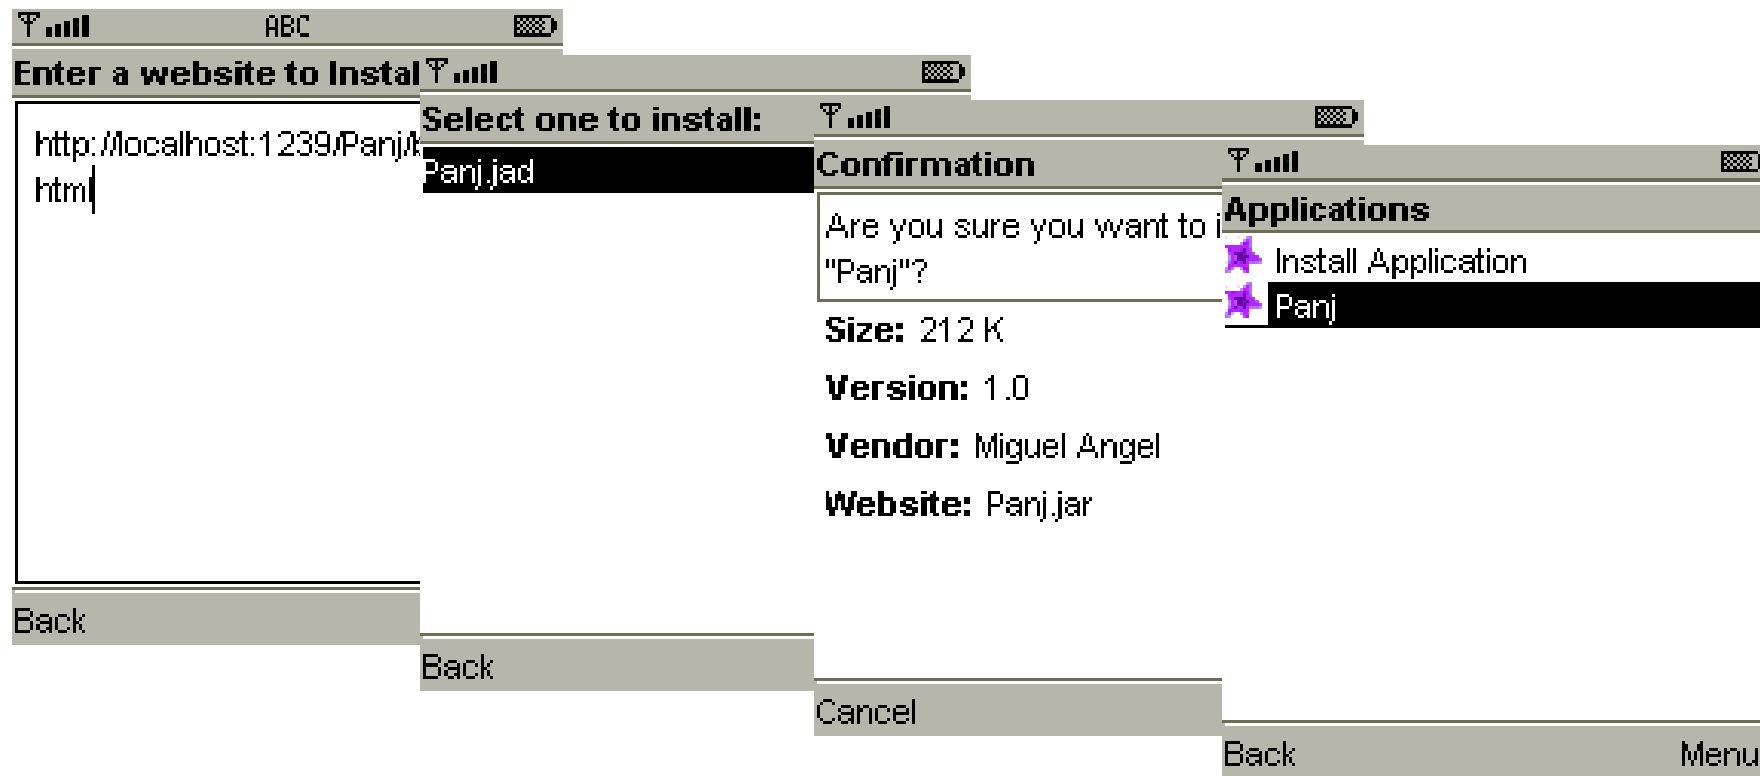 ABC
Enter a website to Instal
http://localhost:1239/Panj/
html
Back
Select one to install:
Panj.jad
Back
Confirmation
Are you sure you want to i
"Panj"?
Size: 212 K
Version: 1.0
Vendor: Miguel Angel
Website: Panj.jar
Cancel
Applications
Install Application
Panj
Back
Menu